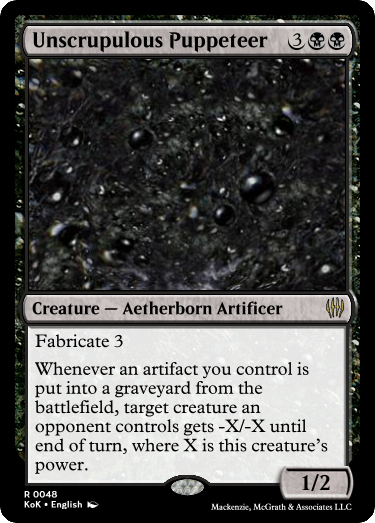 Unscrupulous Puppeteer 3
Creature — Aetherborn Artificer
Fabricate 3
Whenever an artifact you control is
put into a graveyard from the
battlefield, target creature an
opponent controls gets -X/-X until
end of turn, where X is this creature's
power.
1/2
R 0048
KoK • English
Mackenzie, McGrath & Associates LLC